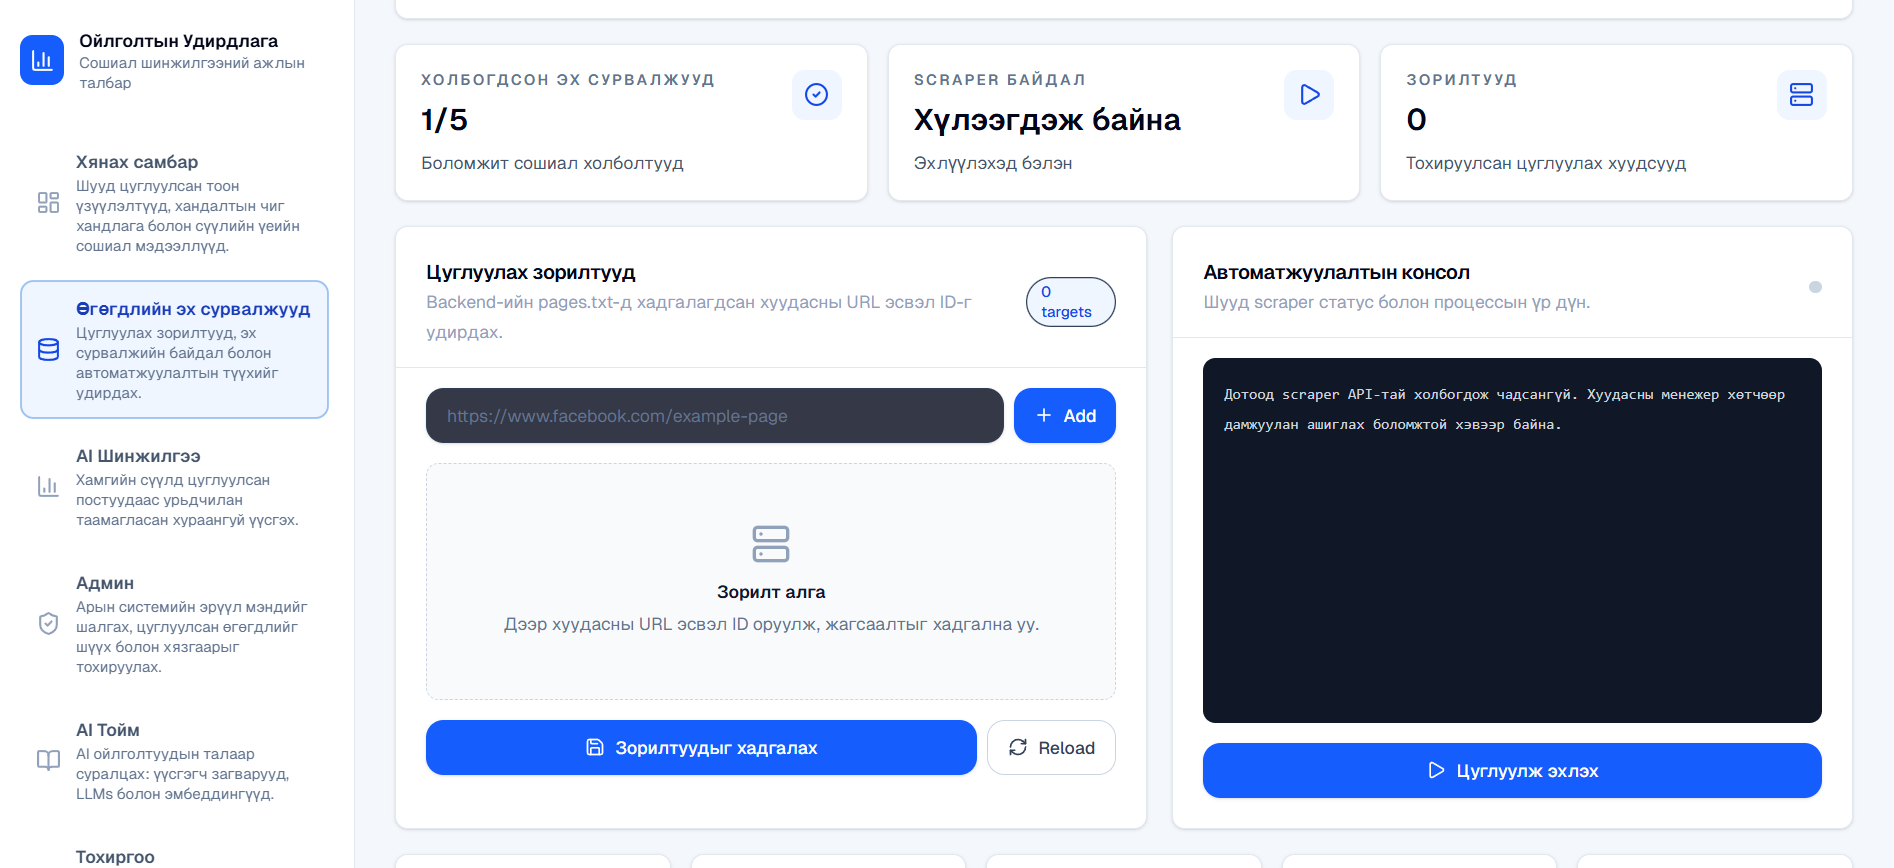 Ойлголтын Удирдлага
Сошиал шинжилгээний ажлын
талбар
Хянах самбар
Шууд цуглуулсан тоон
үзүүлэлтүүд, хандалтын чиг
хандлага болон сүүлийн үеийн
сошиал мэдээллүүд.
Өгөгдлийн эх сурвалжууд
Цуглуулах зорилтууд, эх
сурвалжийн байдал болон
автоматжуулалтын түүхийг
удирдах.
AI Шинжилгээ
Хамгийн сүүлд цуглуулсан
постуудаас урьдчилан
таамагласан хураангуй үүсгэх.
Админ
Арын системийн эрүүл мэндийг
шалгах, цуглуулсан өгөгдлийг
шүүх болон хязгаарыг
тохируулах.
AI Тойм
AI ойлголтуудын талаар
суралцах: үүсгэгч загварууд,
LLMs болон эмбеддингүүд.
Тохиргоо
ХОЛБОГДСОН ЭХ СУРВАЛЖУУД
1/5
Боломжит сошиал холболтууд
SCRAPER БАЙДАЛ
Хүлээгдэж байна
Эхлүүлэхэд бэлэн
ЗОРИЛТУУД
0
Тохируулсан цуглуулах хуудсууд
Цуглуулах зорилтууд
Backend-ийн pages.txt-д хадгалагдсан хуудасны URL эсвэл ID-г
удирдах.
0
targets
https://www.facebook.com/example-page
Add
Зорилт алга
Дээр хуудасны URL эсвэл ID оруулж, жагсаалтыг хадгална уу.
Зорилтуудыг хадгалах
Reload
Автоматжуулалтын консол
Шууд scraper статус болон процессын үр дүн.
Дотоод scraper API-тай холбогдож чадсангүй. Хуудасны менежер хөтчөөр
дамжуулан ашиглах боломжтой хэвээр байна.
Цуглуулж эхлэх